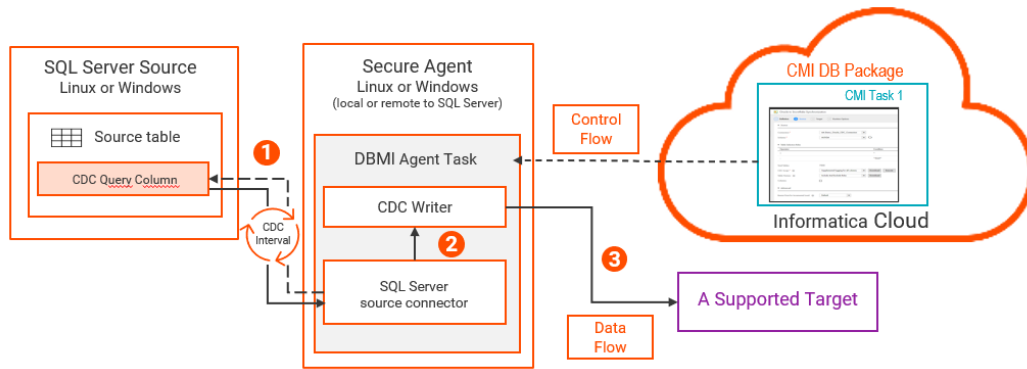 SQL Server Source
Linux or Windows
Source table
CDC Query Column
1
CDC
Interval
Secure Agent
Linux or Windows
(local or remote to SQL Server)
DBMI Agent Task
CDC Writer
2
SQL Server
source connector
Control
Flow
3
Data
Flow
CMI DB Package
CMI Task 1
Informatica Cloud
A Supported Target